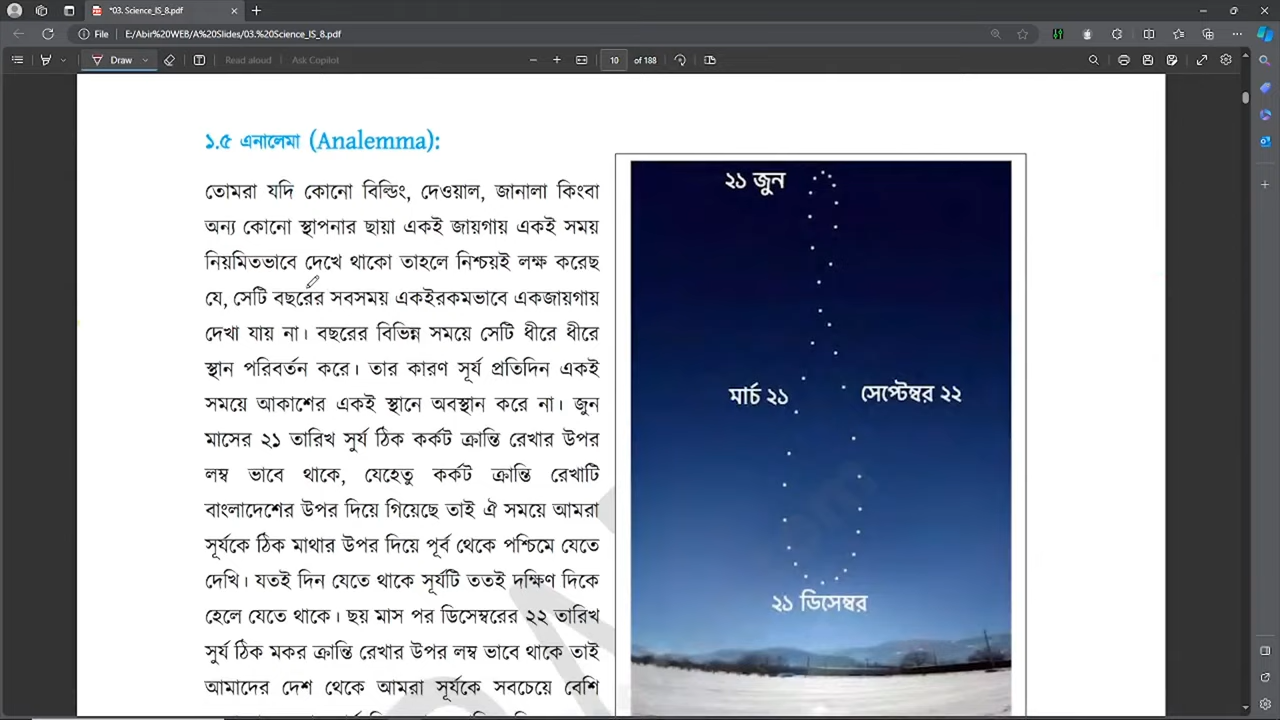 *03. Science_IS_8.pdf
File
E:/Abir%20WEB/A%20Slides/03.%20Science_IS_8.pdf
Draw
Read aloud
Ask Copilot
10
of 188
১.৫ এনালেমা (Analemma):
তোমরা যদি কোনো বিল্ডিং, দেওয়াল, জানালা কিংবা
অন্য কোনো স্থাপনার ছায়া একই জায়গায় একই সময়
নিয়মিতভাবে দেখে থাকো তাহলে নিশ্চয়ই লক্ষ করেছ
যে, সেটি বছরের সবসময় একইরকমভাবে একজায়গায়
দেখা যায় না। বছরের বিভিন্ন সময়ে সেটি ধীরে ধীরে
স্থান পরিবর্তন করে। তার কারণ সূর্য প্রতিদিন একই
সময়ে আকাশের একই স্থানে অবস্থান করে না। জুন
মাসের ২১ তারিখ সুর্য ঠিক কর্কট ক্রান্তি রেখার উপর
লম্ব ভাবে থাকে, যেহেতু কর্কট ক্রান্তি রেখাটি
বাংলাদেশের উপর দিয়ে গিয়েছে তাই ঐ সময়ে আমরা
সূর্যকে ঠিক মাথার উপর দিয়ে পূর্ব থেকে পশ্চিমে যেতে
দেখি। যতই দিন যেতে থাকে সূর্যটি ততই দক্ষিণ দিকে
হেলে যেতে থাকে। ছয় মাস পর ডিসেম্বরের ২২ তারিখ
সুর্য ঠিক মকর ক্রান্তি রেখার উপর লম্ব ভাবে থাকে তাই
আমাদের দেশ থেকে আমরা সূর্যকে সবচেয়ে বেশি
২১ জুন
মার্চ ২১
সেপ্টেম্বর ২২
২১ ডিসেম্বর